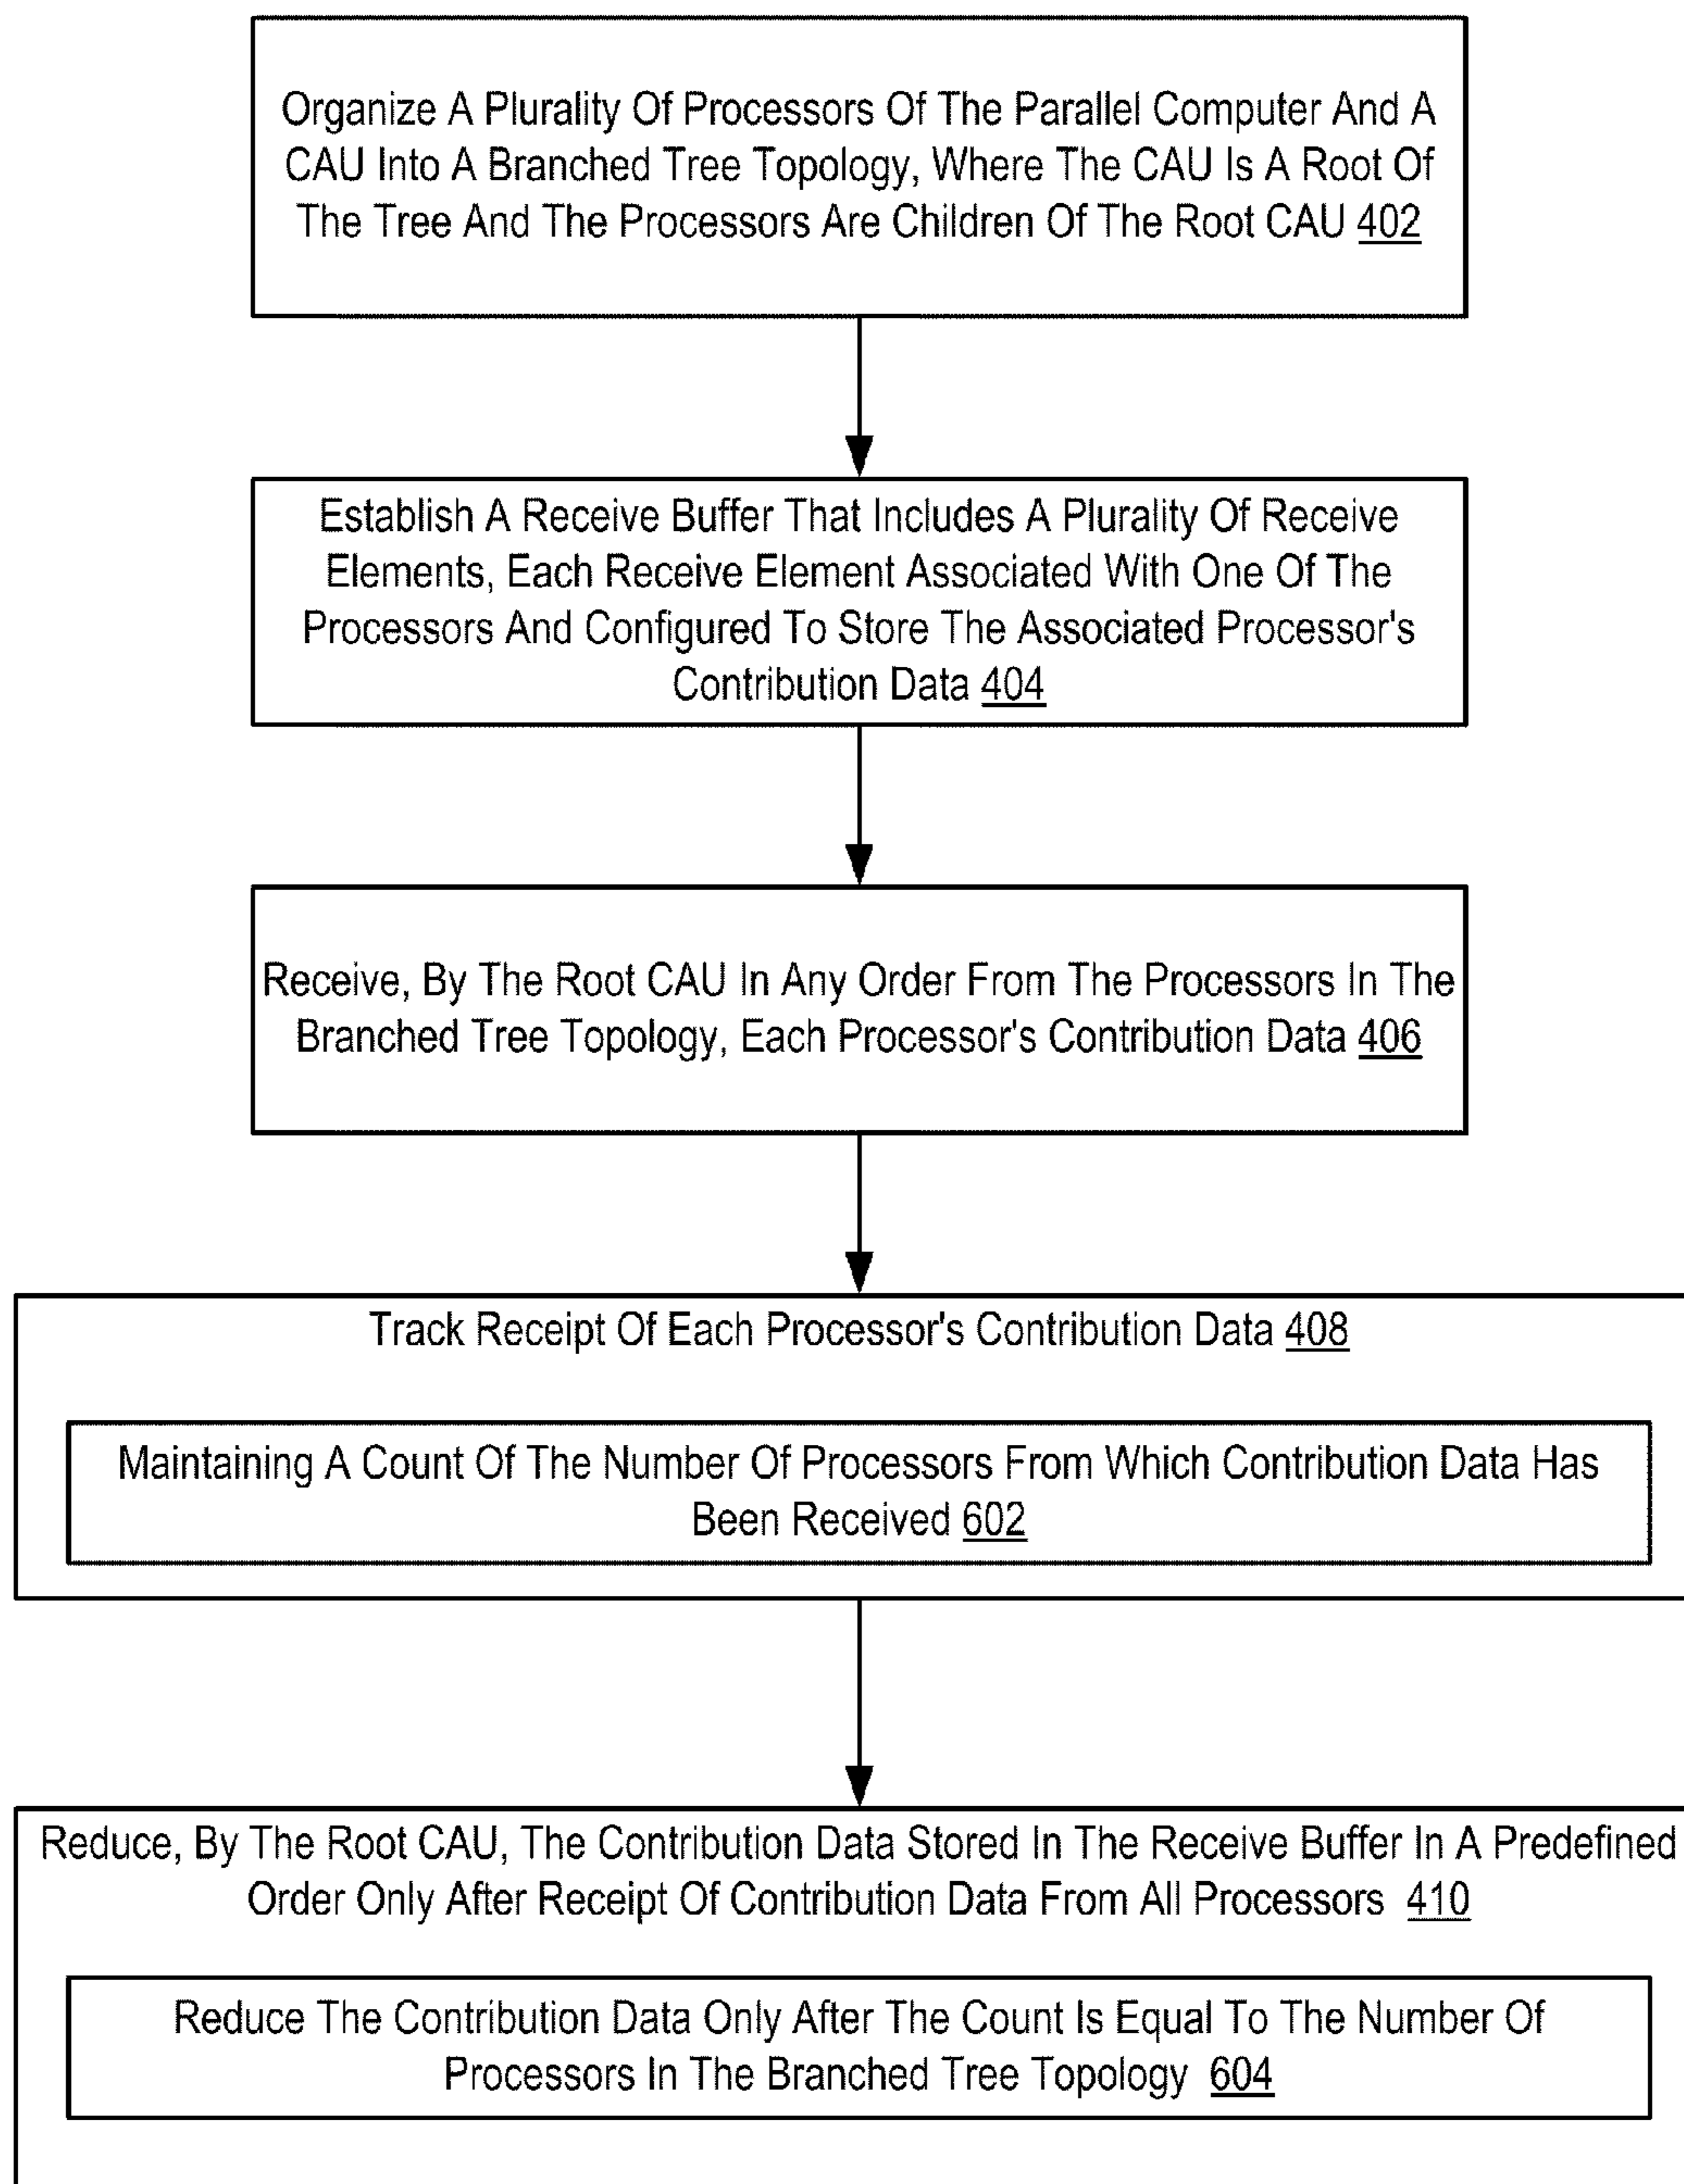 Organize A Plurality Of Processors Of The Parallel Computer And A
CAU Into A Branched Tree Topology, Where The CAU Is A Root Of
The Tree And The Processors Are Children Of The Root CAU 402
Establish A Receive Buffer That Includes A Plurality Of Receive
Elements, Each Receive Element Associated With One Of The
Processors And Configured To Store The Associated Processor's
Contribution Data 404
Receive, By The Root CAU In Any Order From The Processors In The
Branched Tree Topology, Each Processor's Contribution Data 406
Track Receipt Of Each Processor's Contribution Data 408
Maintaining A Count Of The Number Of Processors From Which Contribution Data Has
Been Received 602
Reduce, By The Root CAU, The Contribution Data Stored In The Receive Buffer In A Predefined
Order Only After Receipt Of Contribution Data From All Processors 410
Reduce The Contribution Data Only After The Count Is Equal To The Number Of
Processors In The Branched Tree Topology 604